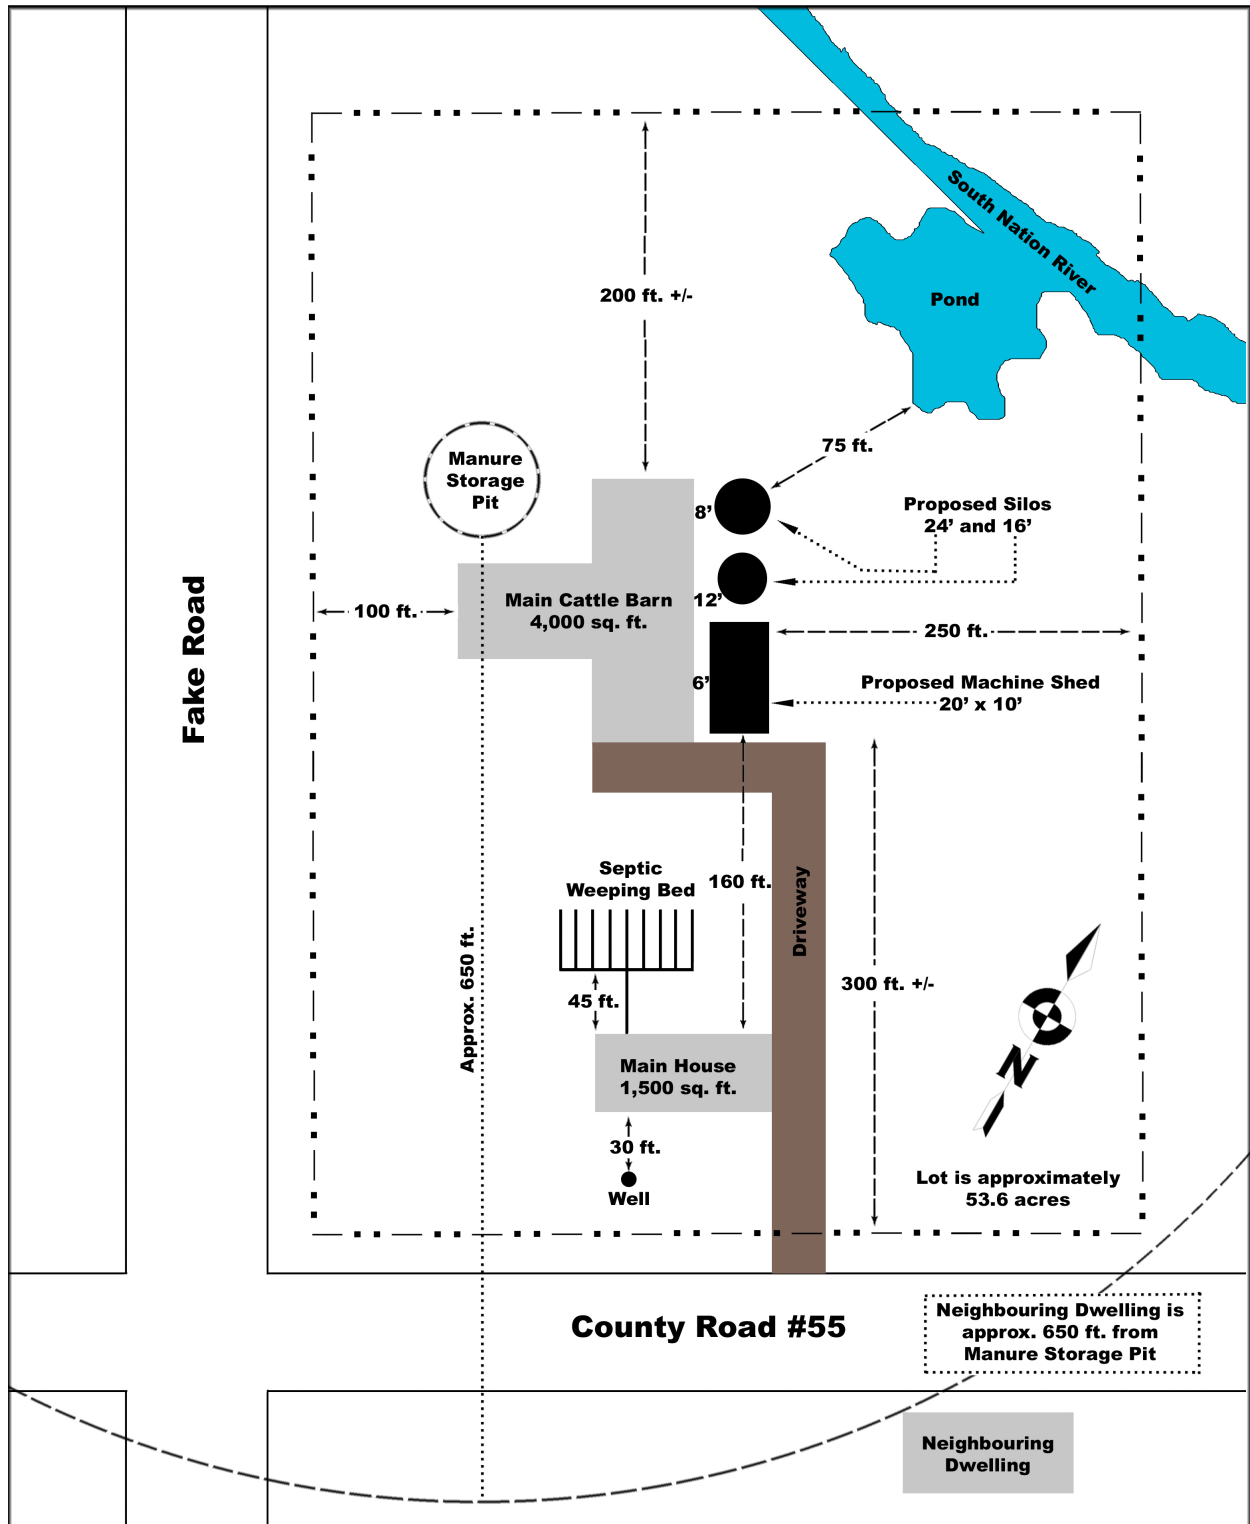 South Nation River
200 ft. +/-
Pond
75 ft.
Manure
Storage
Pit
8’
Proposed Silos
24’ and 16’
100 ft.
Main Cattle Barn
4,000 sq. ft.
12’
250 ft.
Fake Road
6’
Proposed Machine Shed
20’ x 10’
Septic
Weeping Bed
160 ft.
Driveway
Approx. 650 ft.
45 ft.
300 ft. +/-
N
Main House
1,500 sq. ft.
30 ft.
Well
Lot is approximately
53.6 acres
County Road #55
Neighbouring Dwelling is
approx. 650 ft. from
Manure Storage Pit
Neighbouring
Dwelling